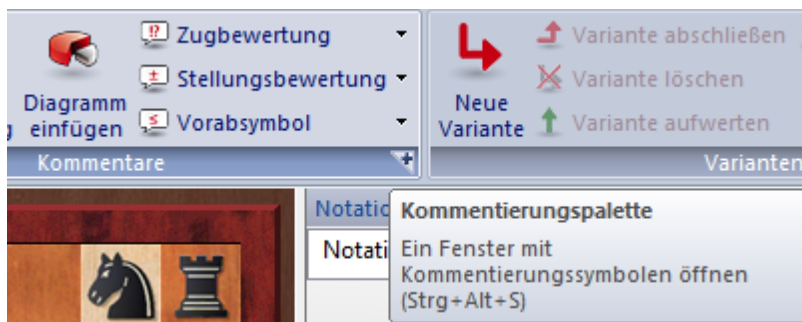 !? Zugbewertung
± Stellungsbewertung
Diagramm
einfügen
⩽ Vorabsymbol
Kommentare
Neue
Variante
Variante abschließen
Variante löschen
Variante aufwerten
Varianten
Notatio
Notati
Kommentierungspalette
Ein Fenster mit
Kommentierungssymbolen öffnen
(Strg+Alt+S)